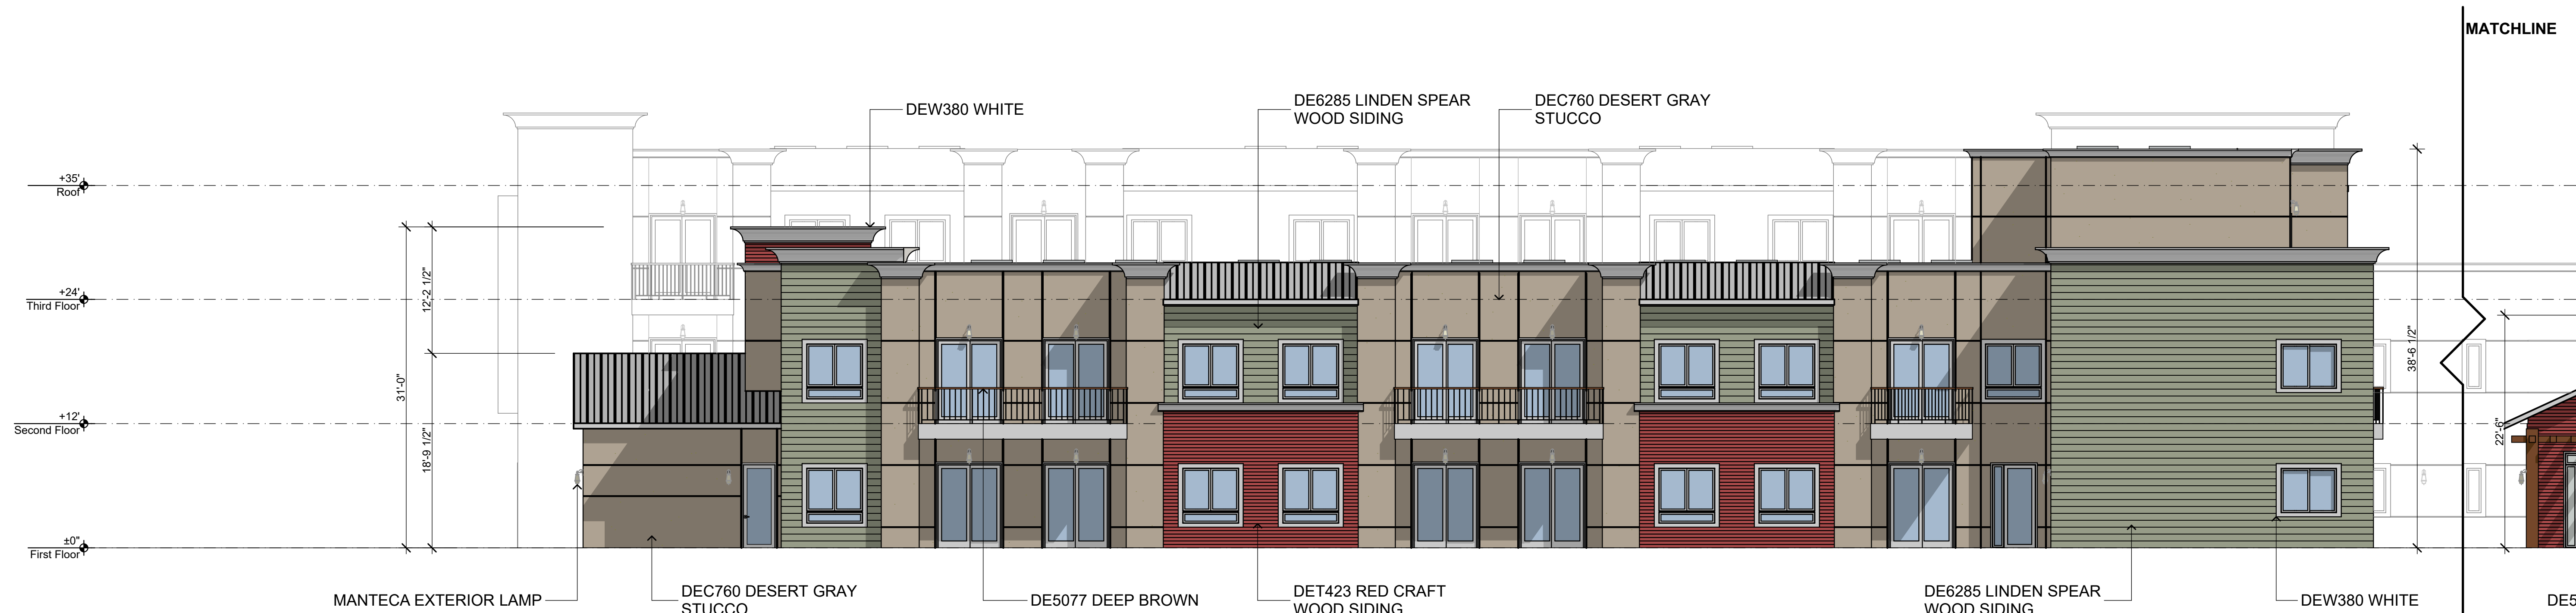 MATCHLINE
DEW380 WHITE
DE6285 LINDEN SPEAR
WOOD SIDING
DEC760 DESERT GRAY
STUCCO
+35'
Roof
+24'
Third Floor
+12'
Second Floor
±0"
First Floor
31'-0"
12'-2 1/2"
18'-9 1/2"
38'-6 1/2"
22'-6"
MANTECA EXTERIOR LAMP
DEC760 DESERT GRAY
STUCCO
DE5077 DEEP BROWN
DET423 RED CRAFT
WOOD SIDING
DE6285 LINDEN SPEAR
WOOD SIDING
DEW380 WHITE